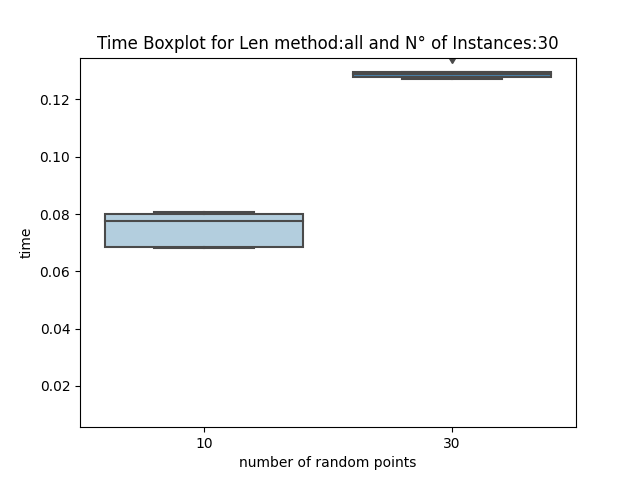 Time Boxplot for Len method:all and N° of Instances:30
0.12
0.10
0.08
0.06
0.04
0.02
time
10
30
number of random points